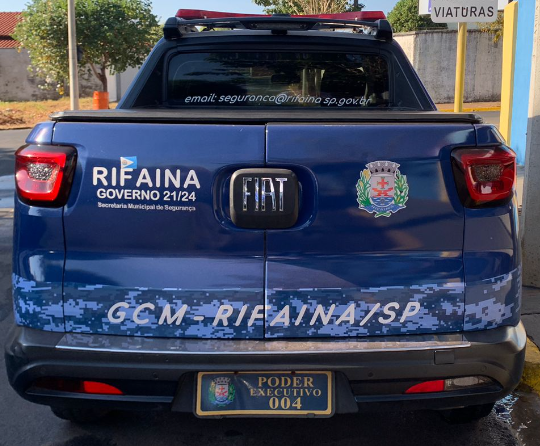 VIATURAS
email: seguranca@rifaina.sp.gov.br
RIFAINA
GOVERNO 21/24
Secretaria Municipal de Segurança
FIAT
GCM-RIFAINA/SP
PODER
EXECUTIVO
004